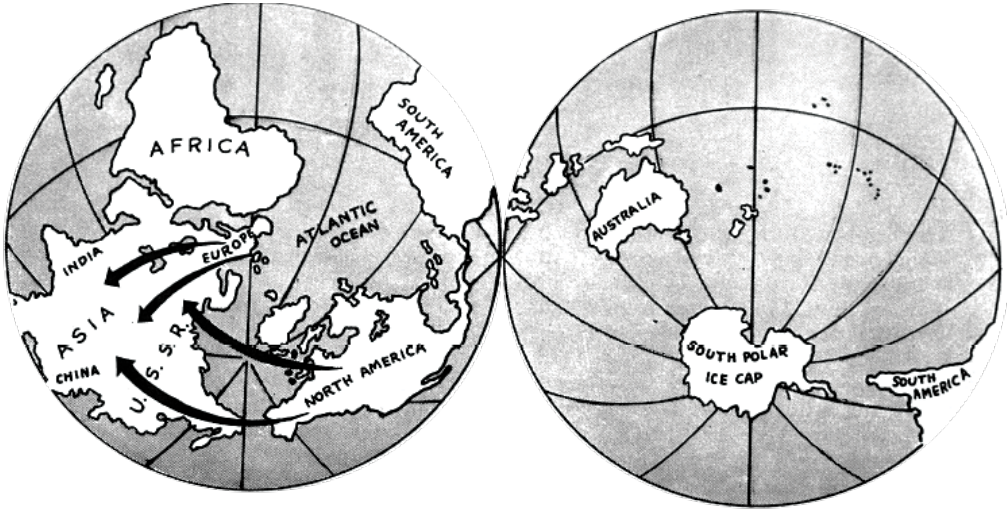 AFRICA
SOUTH
AMERICA
ATLANTIC
OCEAN
EUROPE
INDIA
ASIA
CHINA
U.S.S.R.
NORTH AMERICA
AUSTRALIA
SOUTH POLAR
ICE CAP
SOUTH
AMERICA